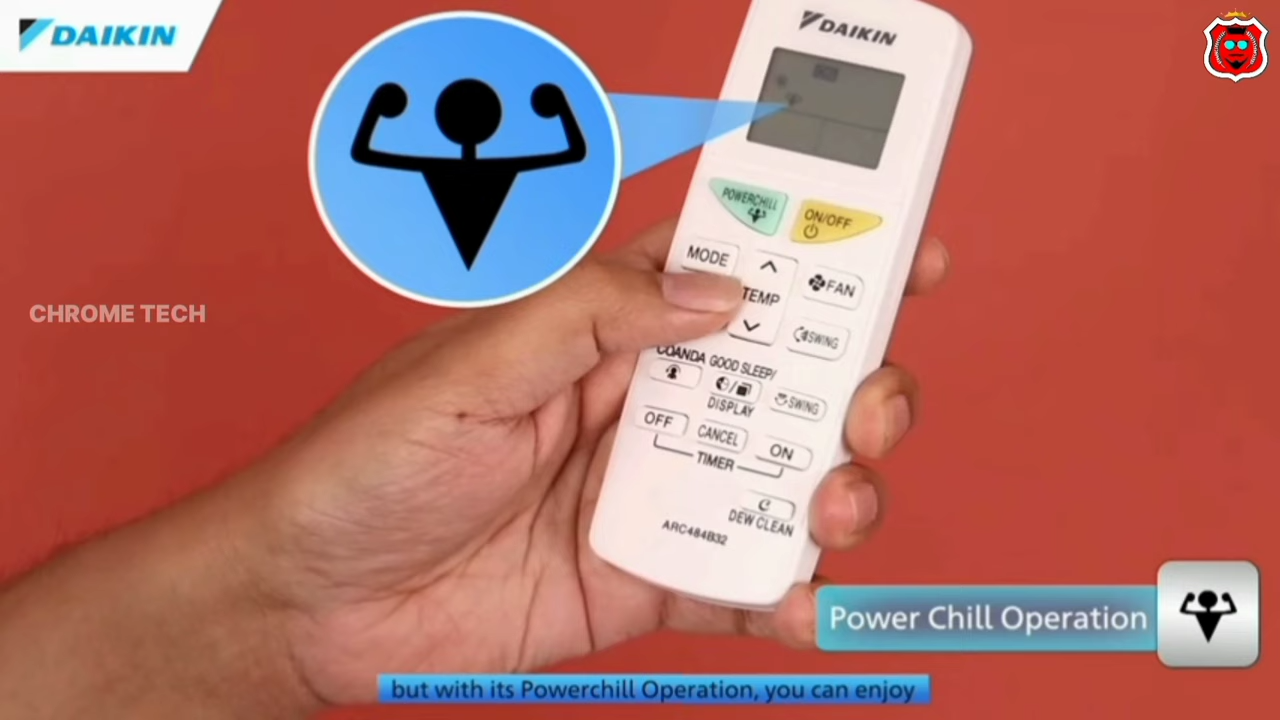 DAIKIN
DAIKIN
POWERCHILL
ON/OFF
MODE
TEMP
FAN
SWING
COANDA
GOOD SLEEP/
DISPLAY
SWING
OFF
CANCEL
ON
TIMER
DEW CLEAN
ARC484B32
CHROME TECH
Power Chill Operation
but with its Powerchill Operation, you can enjoy